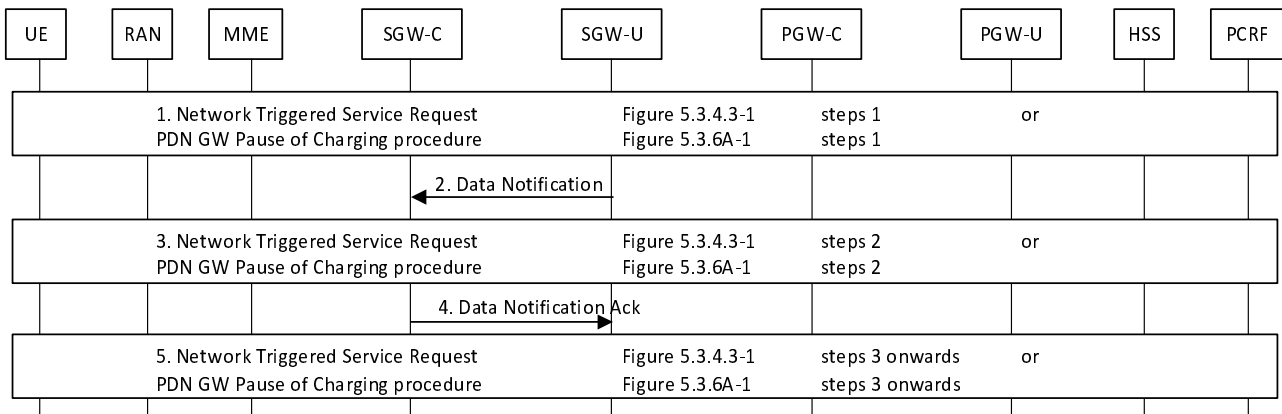 UE RAN MME SGW-C SGW-U PGW-C PGW-U HSS PCRF
1. Network Triggered Service Request Figure 5.3.4.3-1 steps 1 or
PDN GW Pause of Charging procedure Figure 5.3.6A-1 steps 1
2. Data Notification
3. Network Triggered Service Request Figure 5.3.4.3-1 steps 2 or
PDN GW Pause of Charging procedure Figure 5.3.6A-1 steps 2
4. Data Notification Ack
5. Network Triggered Service Request Figure 5.3.4.3-1 steps 3 onwards or
PDN GW Pause of Charging procedure Figure 5.3.6A-1 steps 3 onwards